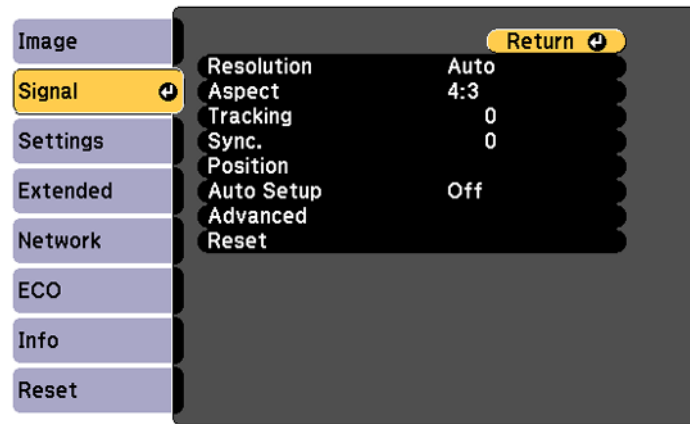 Image
Signal
Settings
Extended
Network
ECO
Info
Reset
Return
Resolution Auto
Aspect 4:3
Tracking 0
Sync. 0
Position
Auto Setup Off
Advanced
Reset